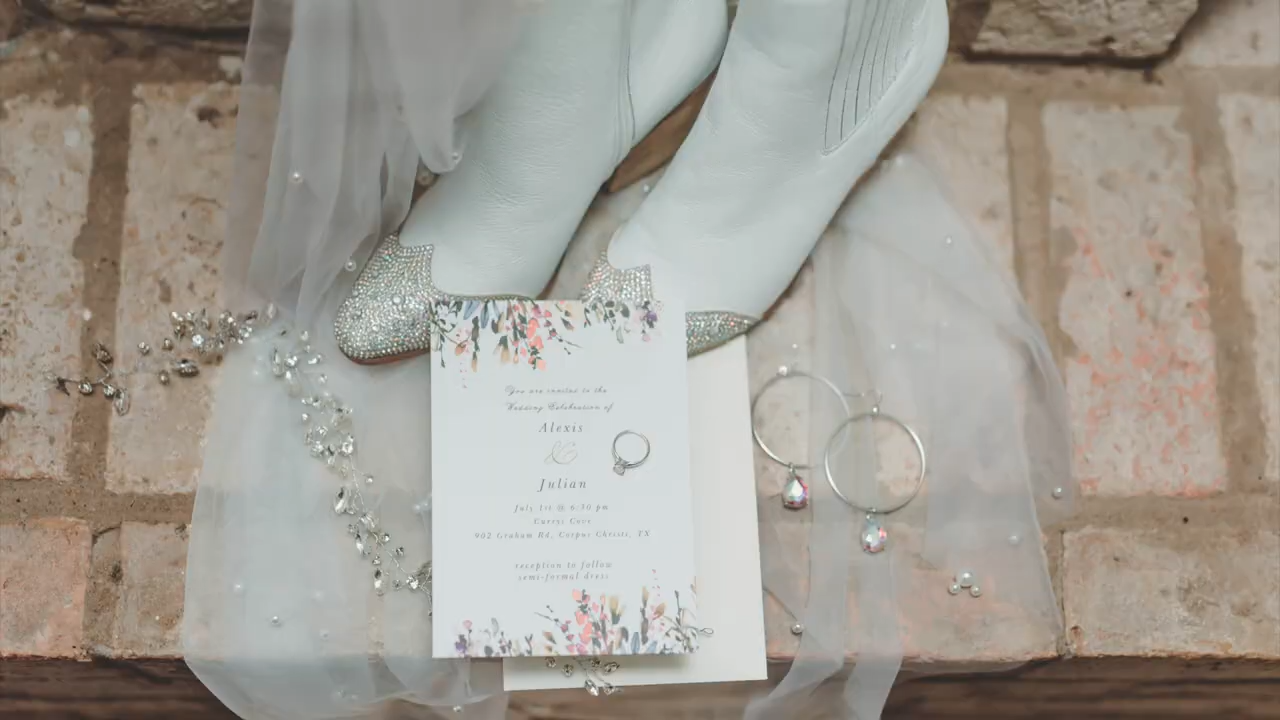 You are invited to the
Wedding Celebration of
Alexis
&
Julian
July 1st @ 6:30 pm
Currys Cove
902 Graham Rd, Corpus Christi, TX
reception to follow
semi-formal dress